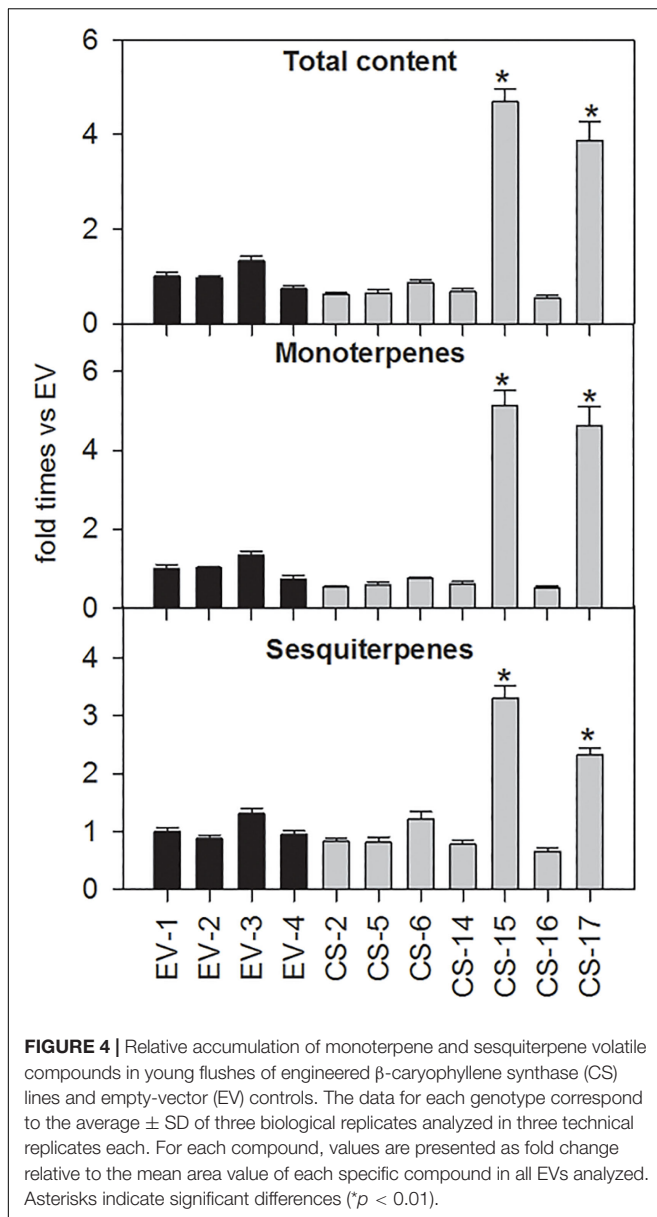 fold times vs EV
Total content
6
4
2
0
* *
Monoterpenes
6
4
2
0
* *
Sesquiterpenes
4
3
2
1
0
* *
EV-1 EV-2 EV-3 EV-4 CS-2 CS-5 CS-6 CS-14 CS-15 CS-16 CS-17
FIGURE 4 | Relative accumulation of monoterpene and sesquiterpene volatile
compounds in young flushes of engineered β-caryophyllene synthase (CS)
lines and empty-vector (EV) controls. The data for each genotype correspond
to the average ± SD of three biological replicates analyzed in three technical
replicates each. For each compound, values are presented as fold change
relative to the mean area value of each specific compound in all EVs analyzed.
Asterisks indicate significant differences (*p < 0.01).